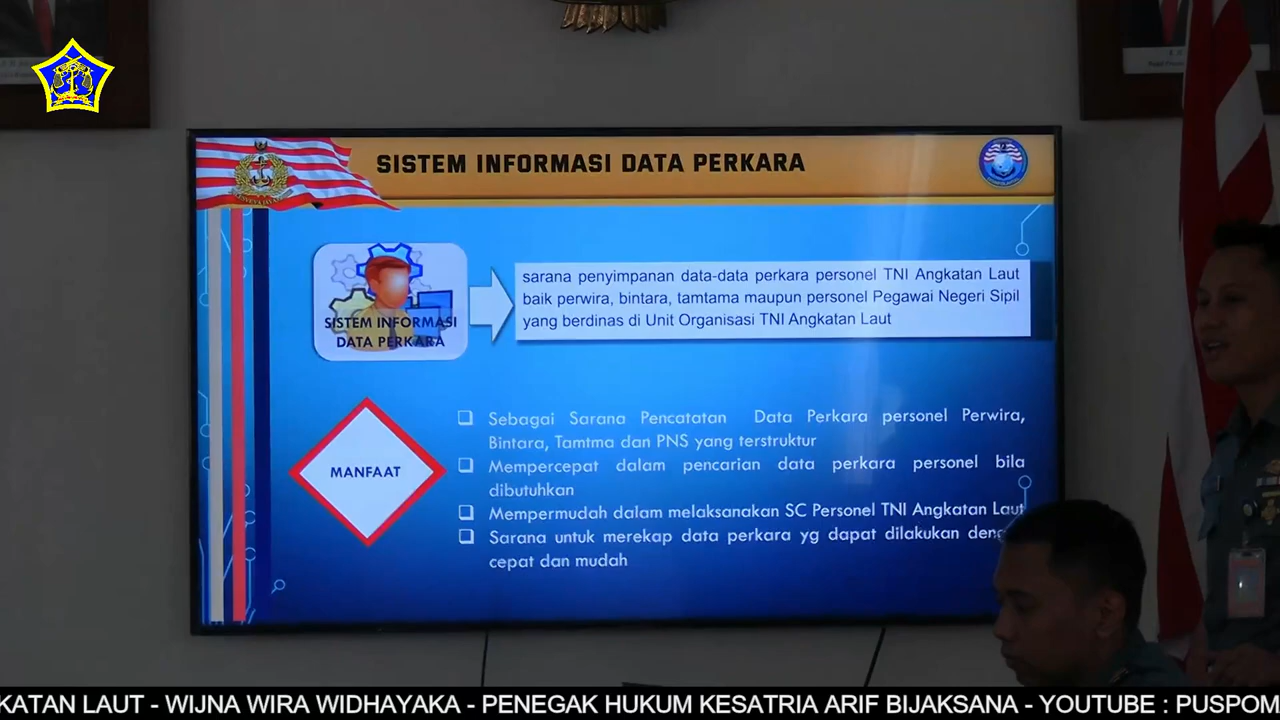 SISTEM INFORMASI DATA PERKARA
SISTEM INFORMASI
DATA PERKARA
sarana penyimpanan data-data perkara personel TNI Angkatan Laut
baik perwira, bintara, tamtama maupun personel Pegawai Negeri Sipil
yang berdinas di Unit Organisasi TNI Angkatan Laut
MANFAAT
Sebagai Sarana Pencatatan Data Perkara personel Perwira,
Bintara, Tamtma dan PNS yang terstruktur
Mempercepat dalam pencarian data perkara personel bila
dibutuhkan
Mempermudah dalam melaksanakan SC Personel TNI Angkatan Laut
Sarana untuk merekap data perkara yg dapat dilakukan
cepat dan mudah
KATAN LAUT - WIJNA WIRA WIDHAYAKA - PENEGAK HUKUM KESATRIA ARIF BIJAKSANA - YOUTUBE : PUSPOM